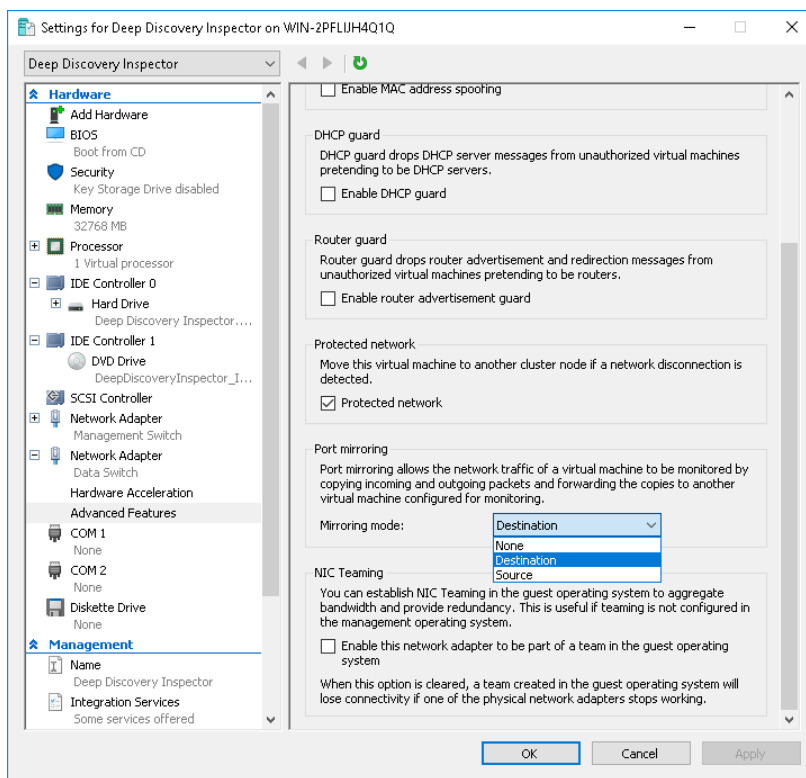 Settings for Deep Discovery Inspector on WIN-2PFLIJH4Q1Q
Deep Discovery Inspector
Hardware
Add Hardware
BIOS
Boot from CD
Security
Key Storage Drive disabled
Memory
32768 MB
Processor
1 Virtual processor
IDE Controller 0
Hard Drive
Deep Discovery Inspector....
IDE Controller 1
DVD Drive
DeepDiscoveryInspector_I...
SCSI Controller
Network Adapter
Management Switch
Network Adapter
Data Switch
Hardware Acceleration
Advanced Features
COM 1
None
COM 2
None
Diskette Drive
None
Management
Name
Deep Discovery Inspector
Integration Services
Some services offered
Enable MAC address spoofing
DHCP guard
DHCP guard drops DHCP server messages from unauthorized virtual machines
pretending to be DHCP servers.
Enable DHCP guard
Router guard
Router guard drops router advertisement and redirection messages from
unauthorized virtual machines pretending to be routers.
Enable router advertisement guard
Protected network
Move this virtual machine to another cluster node if a network disconnection is
detected.
Protected network
Port mirroring
Port mirroring allows the network traffic of a virtual machine to be monitored by
copying incoming and outgoing packets and forwarding the copies to another
virtual machine configured for monitoring.
Mirroring mode:
Destination
None
Destination
Source
NIC Teaming
You can establish NIC Teaming in the guest operating system to aggregate
bandwidth and provide redundancy. This is useful if teaming is not configured in
the management operating system.
Enable this network adapter to be part of a team in the guest operating
system
When this option is cleared, a team created in the guest operating system will
lose connectivity if one of the physical network adapters stops working.
OK
Cancel
Apply